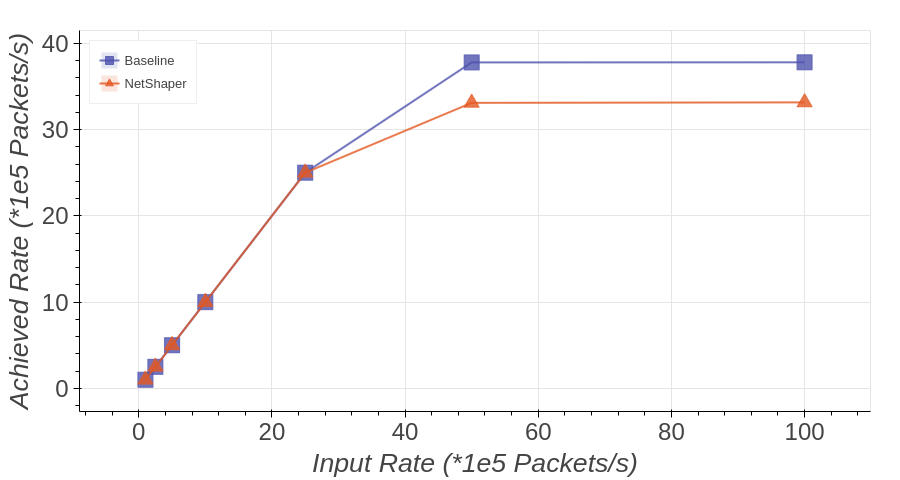 Achieved Rate (*1e5 Packets/s)
40
30
20
10
0
Baseline
NetShaper
0 20 40 60 80 100
Input Rate (*1e5 Packets/s)